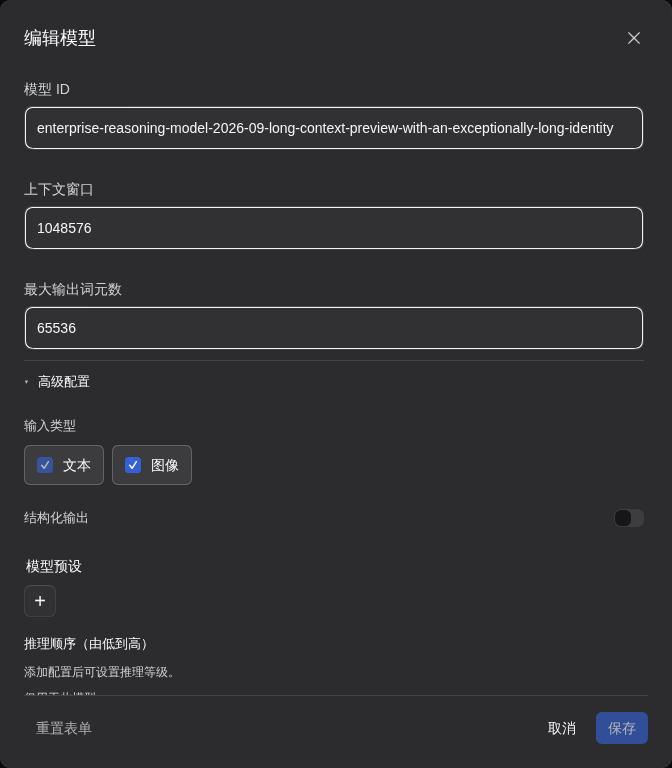 编辑模型
模型 ID
enterprise-reasoning-model-2026-09-long-context-preview-with-an-exceptionally-long-identity
上下文窗口
1048576
最大输出词元数
65536
高级配置
输入类型
文本
图像
结构化输出
模型预设
+
推理顺序（由低到高）
添加配置后可设置推理等级。
重置表单
取消
保存